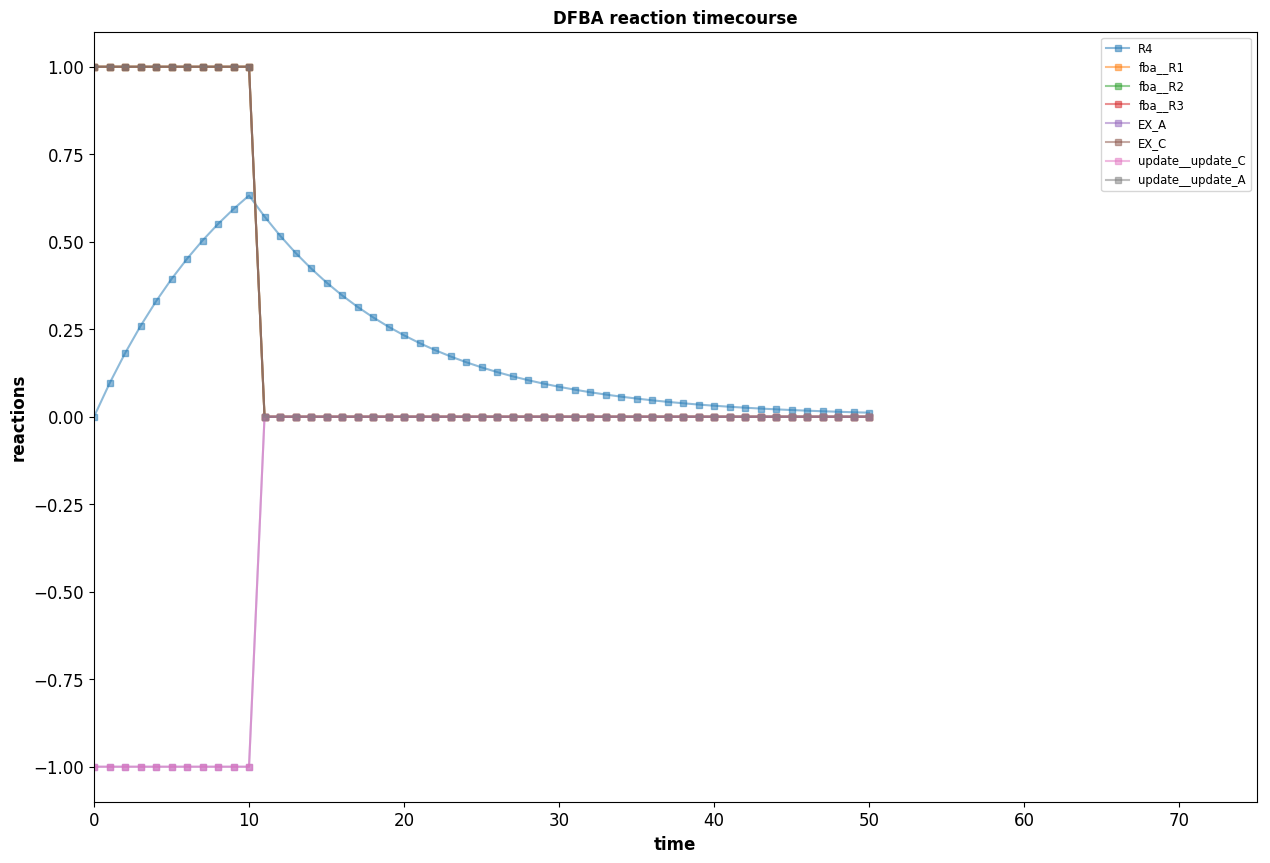 DFBA reaction timecourse
1.00
0.75
0.50
0.25
0.00
−0.25
−0.50
−0.75
−1.00
reactions
0
10
20
30
40
50
60
70
time
R4
fba__R1
fba__R2
fba__R3
EX_A
EX_C
update__update_C
update__update_A